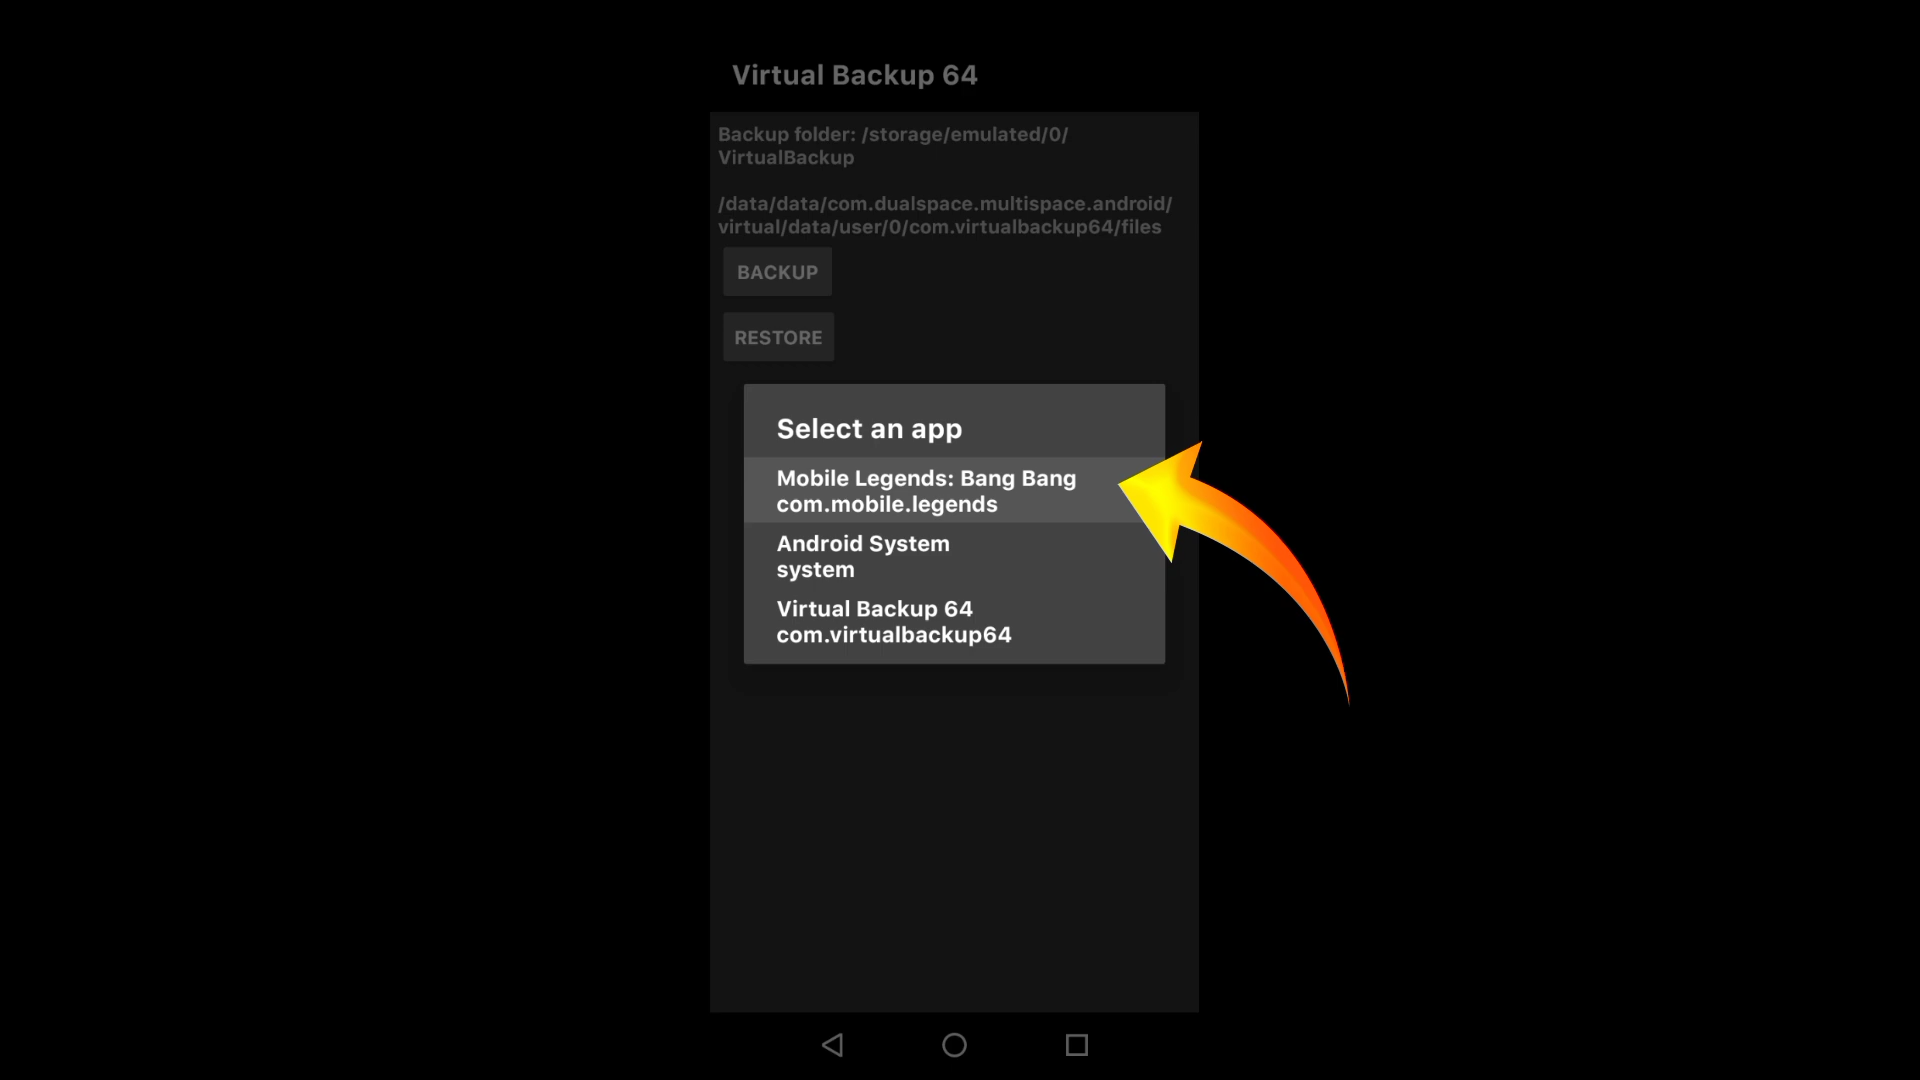 Virtual Backup 64
Backup folder: /storage/emulated/0/
VirtualBackup
/data/data/com.dualspace.multispace.android/
virtual/data/user/0/com.virtualbackup64/files
BACKUP
RESTORE
Select an app
Mobile Legends: Bang Bang
com.mobile.legends
Android System
system
Virtual Backup 64
com.virtualbackup64